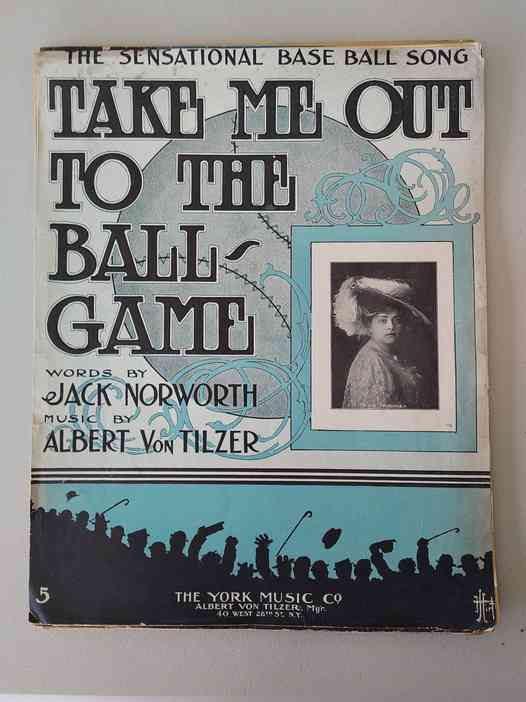 THE SENSATIONAL BASE BALL SONG
TAKE ME OUT
TO THE
BALL-
GAME
WORDS BY
JACK NORWORTH
MUSIC BY
ALBERT VON TILZER
5
THE YORK MUSIC CO
ALBERT VON TILZER, Mgr.
40 WEST 28TH ST. N.Y.